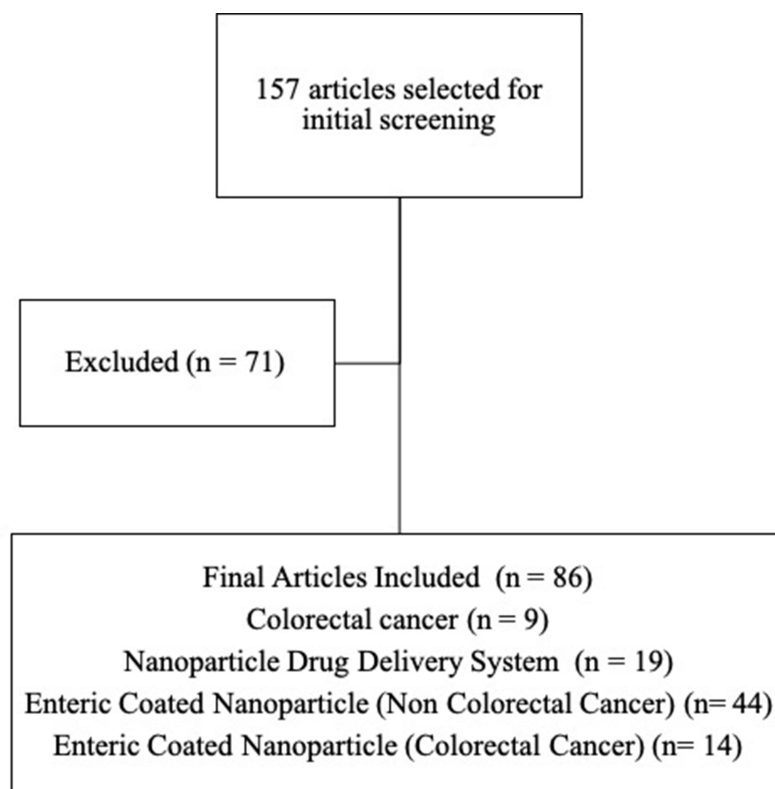 157 articles selected for
initial screening
Excluded (n = 71)
Final Articles Included (n = 86)
Colorectal cancer (n = 9)
Nanoparticle Drug Delivery System (n = 19)
Enteric Coated Nanoparticle (Non Colorectal Cancer) (n= 44)
Enteric Coated Nanoparticle (Colorectal Cancer) (n= 14)